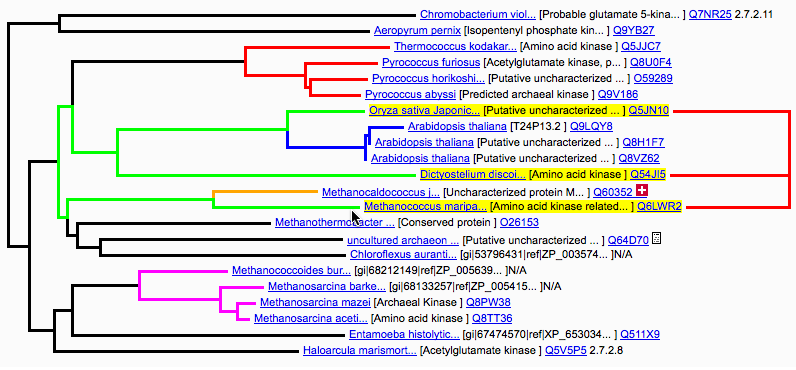 Chromobacterium viol... [Probable glutamate 5-kina... ] Q7NR25 2.7.2.11
Aeropyrum pernix [Isopentenyl phosphate kin... ] Q9YB27
Thermococcus kodakar... [Amino acid kinase ] Q5JJC7
Pyrococcus furiosus [Acetylglutamate kinase, p... ] Q8U0F4
Pyrococcus horikoshi... [Putative uncharacterized ... ] O59289
Pyrococcus abyssi [Predicted archaeal kinase ] Q9V186
Oryza sativa Japonic... [Putative uncharacterized ... ] Q5JN10
Arabidopsis thaliana [T24P13.2 ] Q9LQY8
Arabidopsis thaliana [Putative uncharacterized ... ] Q8H1F7
Arabidopsis thaliana [Putative uncharacterized ... ] Q8VZ62
Dictyostelium discoi... [Amino acid kinase ] Q54JI5
Methanocaldococcus j... [Uncharacterized protein M... ] Q60352
Methanococcus maripa... [Amino acid kinase related... ] Q6LWR2
Methanothermobacter ... [Conserved protein ] O26153
uncultured archaeon ... [Putative uncharacterized ... ] Q64D70
Chloroflexus auranti... [gi|53796431|ref|ZP_003574... ]N/A
Methanococcoides bur... [gi|68212149|ref|ZP_005639... ]N/A
Methanosarcina barke... [gi|68133257|ref|ZP_005415... ]N/A
Methanosarcina mazei [Archaeal Kinase ] Q8PW38
Methanosarcina aceti... [Amino acid kinase ] Q8TT36
Entamoeba histolytic... [gi|67474570|ref|XP_653034... ] Q511X9
Haloarcula marismort... [Acetylglutamate kinase ] Q5V5P5 2.7.2.8